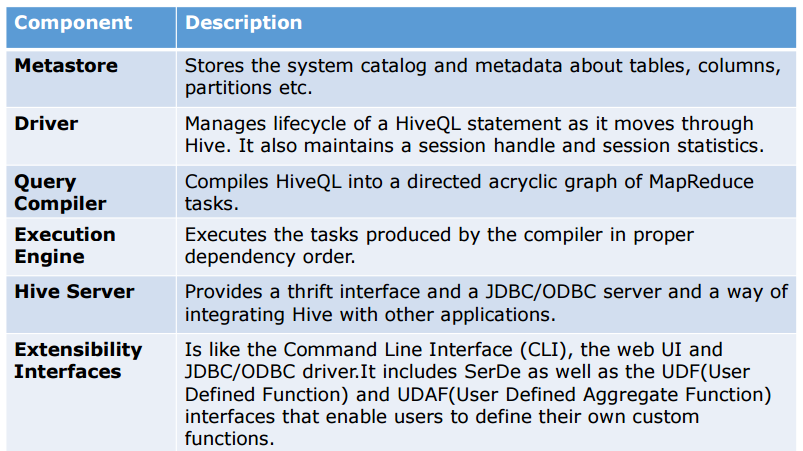 Component Description
Metastore Stores the system catalog and metadata about tables, columns,
partitions etc.
Driver Manages lifecycle of a HiveQL statement as it moves through
Hive. It also maintains a session handle and session statistics.
Query Compiles HiveQL into a directed acryclic graph of MapReduce
Compiler tasks.
Execution Executes the tasks produced by the compiler in proper
Engine dependency order.
Hive Server Provides a thrift interface and a JDBC/ODBC server and a way of
integrating Hive with other applications.
Extensibility Is like the Command Line Interface (CLI), the web UI and
Interfaces JDBC/ODBC driver.It includes SerDe as well as the UDF(User
Defined Function) and UDAF(User Defined Aggregate Function)
interfaces that enable users to define their own custom
functions.